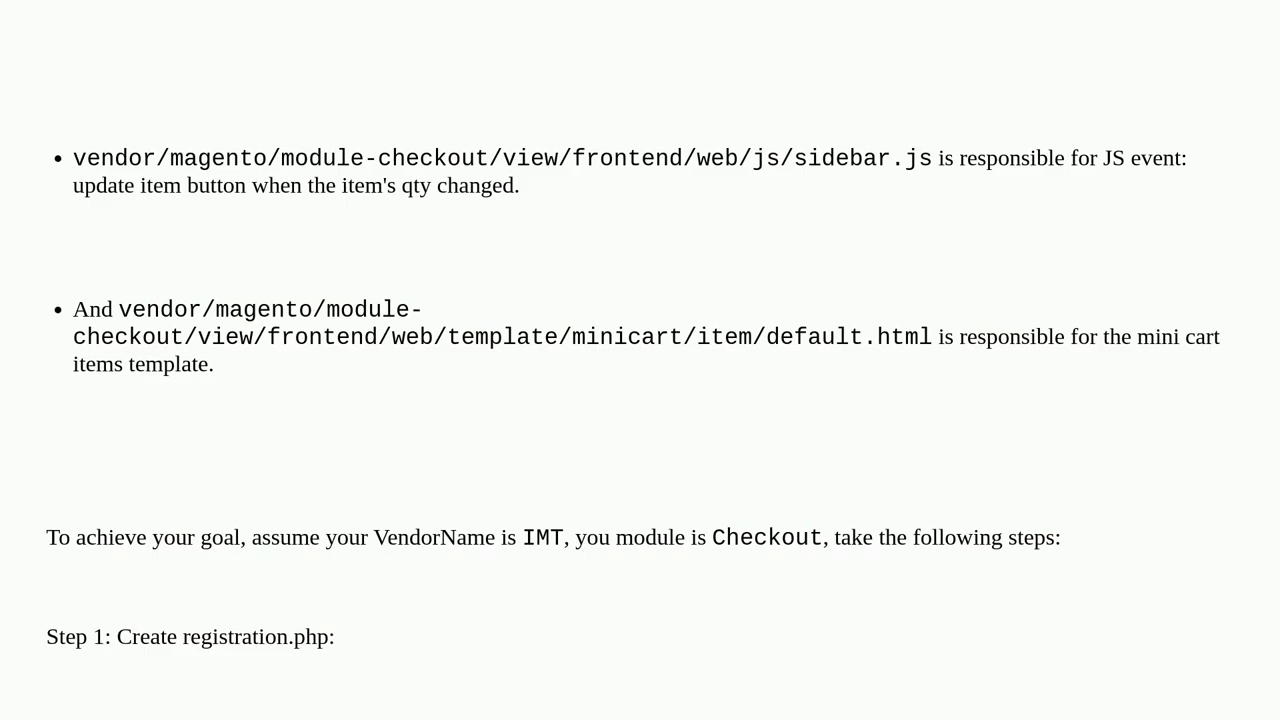 • vendor/magento/module-checkout/view/frontend/web/js/sidebar.js is responsible for JS event:
update item button when the item's qty changed.
• And vendor/magento/module-
checkout/view/frontend/web/template/minicart/item/default.html is responsible for the mini cart
items template.
To achieve your goal, assume your VendorName is IMT, you module is Checkout, take the following steps:
Step 1: Create registration.php: